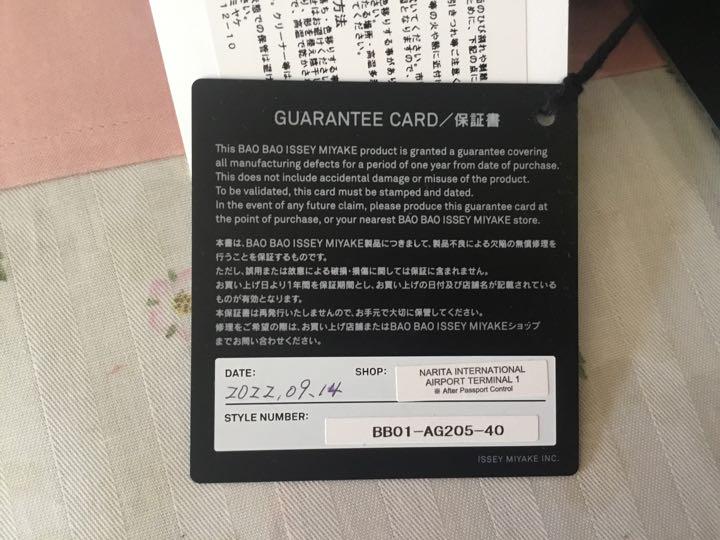 GUARANTEE CARD/保証書
This BAO BAO ISSEY MIYAKE product is granted a guarantee covering
all manufacturing defects for a period of one year from date of purchase.
This does not include accidental damage or misuse of the product.
To be validated, this card must be stamped and dated.
In the event of any future claim, please produce this guarantee card at
the point of purchase, or your nearest BAO BAO ISSEY MIYAKE store.
本書は、BAO BAO ISSEY MIYAKE製品につきまして、製品不良による欠陥の無償修理を
行うことを保証するものです。
ただし、誤用または故意による破損・損傷に関しては保証に含まれません。
お買い上げ日より1年間を保証期間とし、お買い上げの日付及び店舗名が記載されている
ものが有効となります。
本保証書は再発行いたしませんので、お手元で大切に保管してください。
修理をご希望の際は、お買い上げ店舗またはBAO BAO ISSEY MIYAKEショップ
までお問い合わせください。
DATE: 2022.09.14 SHOP: NARITA INTERNATIONAL
AIRPORT TERMINAL 1
※ After Passport Control
STYLE NUMBER: BB01-AG205-40
ISSEY MIYAKE INC.